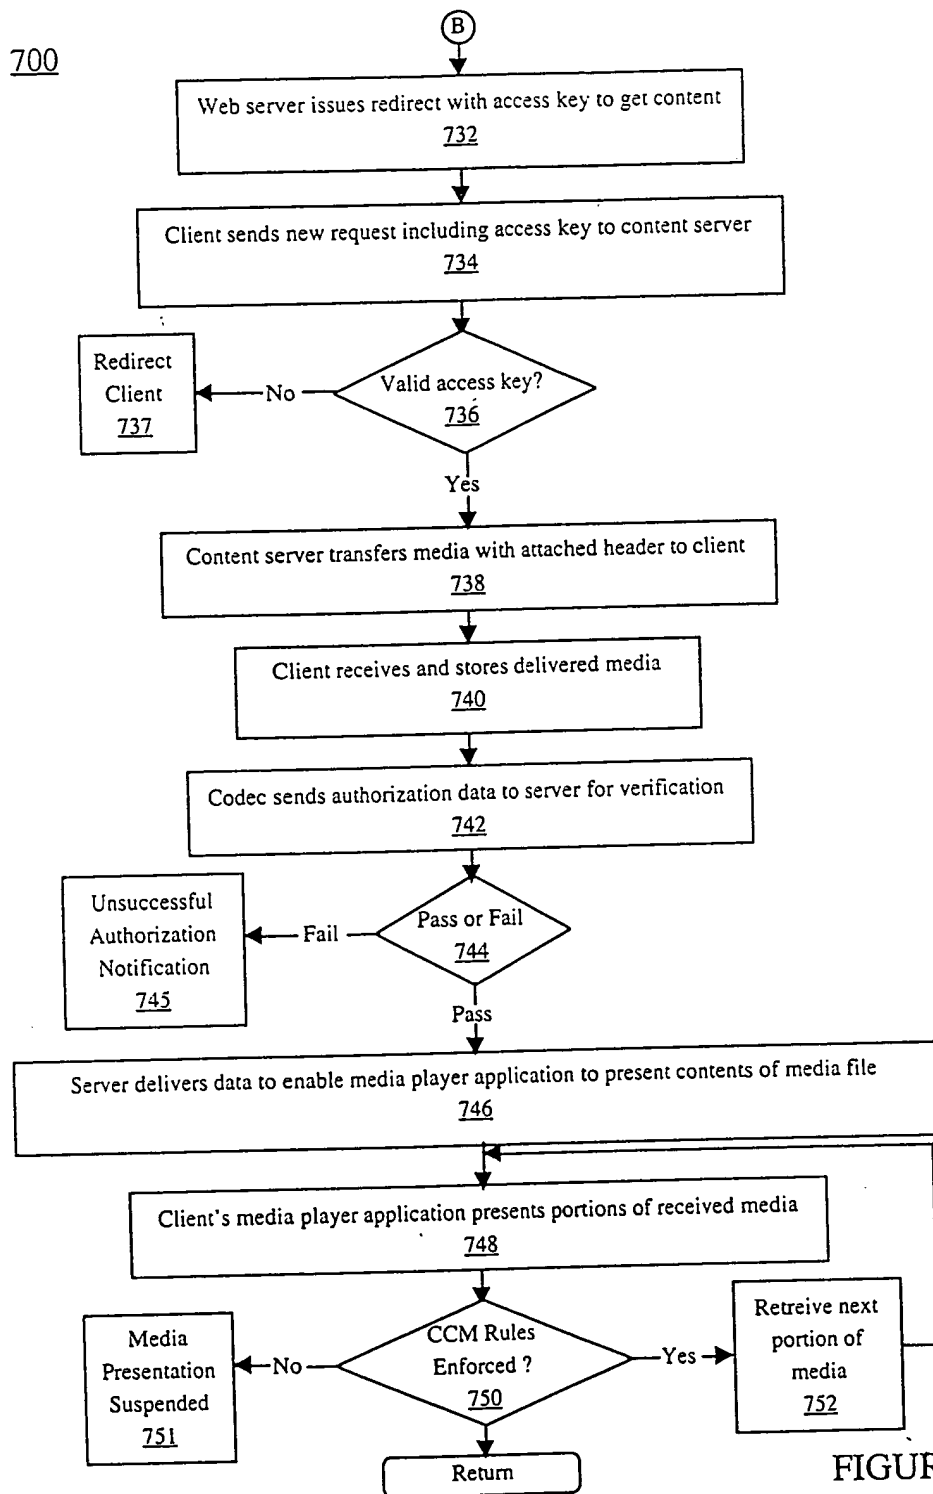 B
700
Web server issues redirect with access key to get content
732
Client sends new request including access key to content server
734
Valid access key?
736
No
Redirect
Client
737
Yes
Content server transfers media with attached header to client
738
Client receives and stores delivered media
740
Codec sends authorization data to server for verification
742
Pass or Fail
744
Fail
Unsuccessful
Authorization
Notification
745
Pass
Server delivers data to enable media player application to present contents of media file
746
Client's media player application presents portions of received media
748
CCM Rules
Enforced ?
750
No
Media
Presentation
Suspended
751
Yes
Retreive next
portion of
media
752
Return
FIGUR